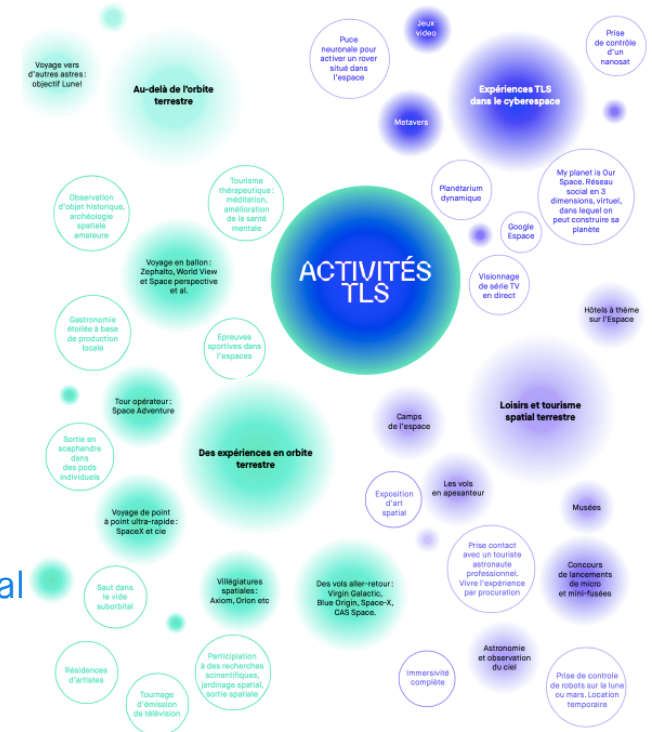 Jeux
video
Puce
neuronale pour
activer un rover
situé dans
l'espace
Prise
de contrôle
d'un
nanosat
Voyage vers
d'autres astres :
objectif Lune!
Au-delà de l'orbite
terrestre
Expériences TLS
dans le cyberespace
Metavers
Tourisme
thérapeutique :
méditation,
amélioration
de la santé
mentale
Planétarium
dynamique
My planet is Our
Space. Réseau
social en 3
dimensions, virtuel,
dans lequel on
peut construire sa
planète
Observation
d'objet historique,
archéologie
spatiale
amateure
Google
Espace
Voyage en ballon :
Zephalto, World View
et Space perspective
et al.
ACTIVITÉS
TLS
Visionnage
de série TV
en direct
Hôtels à thème
sur l'Espace
Gastronomie
étoilée à base
de production
locale
Epreuves
sportives dans
l'espaces
Tour opérateur :
Space Adventure
Loisirs et tourisme
spatial terrestre
Camps
de l'espace
Sortie en
scaphandre
dans
des pods
individuels
Des expériences en orbite
terrestre
Les vols
en apesanteur
Exposition
d'art
spatial
Musées
Voyage de point
à point ultra-rapide :
SpaceX et cie
Prise contact
avec un touriste
astronaute
professionnel.
Vivre l'expérience
par procuration
Concours
de lancements
de micro
et mini-fusées
al
Saut dans
le vide
suborbital
Villégiatures
spatiales :
Axiom, Orion etc
Des vols aller-retour :
Virgin Galactic,
Blue Origin, Space-X,
CAS Space.
Astronomie
et observation
du ciel
Résidences
d'artistes
Participiation
à des recherches
scinentifiques,
jardinage spatial,
sortie spatiale
Immersivité
complète
Prise de controle
de robots sur la lune
ou mars. Location
temporaire
Tournage
d'émission
de télévision